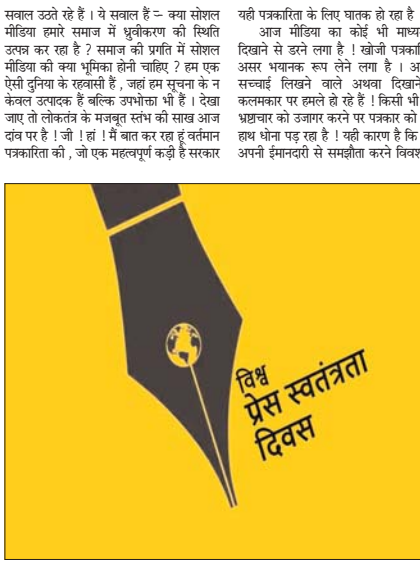 सवाल उठते रहे हैं । ये सवाल हैं – क्या सोशल
मीडिया हमारे समाज में ध्रुवीकरण की स्थिति
उत्पन्न कर रहा है ? समाज की प्रगति में सोशल
मीडिया की क्या भूमिका होनी चाहिए ? हम एक
ऐसी दुनिया के रहवासी हैं , जहां हम सूचना के न
केवल उत्पादक हैं बल्कि उपभोक्ता भी हैं । देखा
जाए तो लोकतंत्र के मजबूत स्तंभ की साख आज
दांव पर है ! जी ! हां ! मैं बात कर रहा हूं वर्तमान
पत्रकारिता की , जो एक महत्वपूर्ण कड़ी है सरकार
यही पत्रकारिता के लिए घातक हो रहा है
आज मीडिया का कोई भी
दिखाने से डरने लगा है ! खोजी
असर भयानक रूप लेने लगा है ।
सच्चाई लिखने वाले अथवा
कलमकार पर हमले हो रहे हैं ! किसी भी
भ्रष्टाचार को उजागर करने पर पत्रकार को
हाथ धोना पड़ रहा है ! यही कारण है कि
अपनी ईमानदारी से समझौता करने
विश्व
प्रेस स्वतंत्रता
दिवस